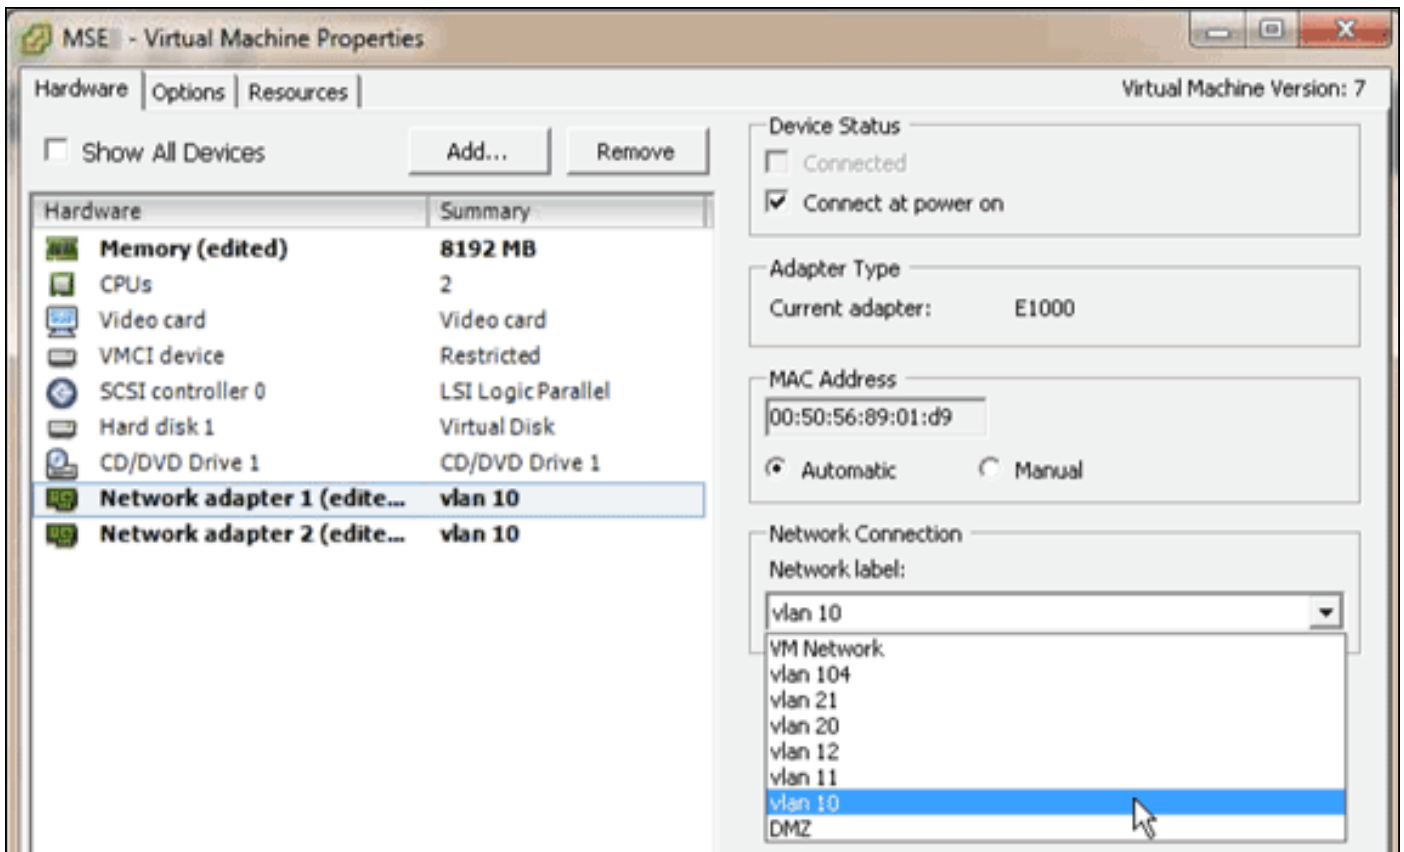 MSE - Virtual Machine Properties
Hardware Options Resources
Virtual Machine Version: 7
Show All Devices
Add...
Remove
Hardware Summary
Memory (edited) 8192 MB
CPUs 2
Video card Video card
VMCI device Restricted
SCSI controller 0 LSI Logic Parallel
Hard disk 1 Virtual Disk
CD/DVD Drive 1 CD/DVD Drive 1
Network adapter 1 (edite... vlan 10
Network adapter 2 (edite... vlan 10
Device Status
Connected
Connect at power on
Adapter Type
Current adapter: E1000
MAC Address
00:50:56:89:01:d9
Automatic Manual
Network Connection
Network label:
vlan 10
VM Network
vlan 104
vlan 21
vlan 20
vlan 12
vlan 11
vlan 10
DMZ